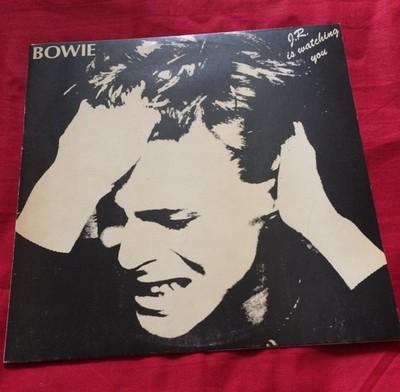 BOWIE
J.R.
is watching
you